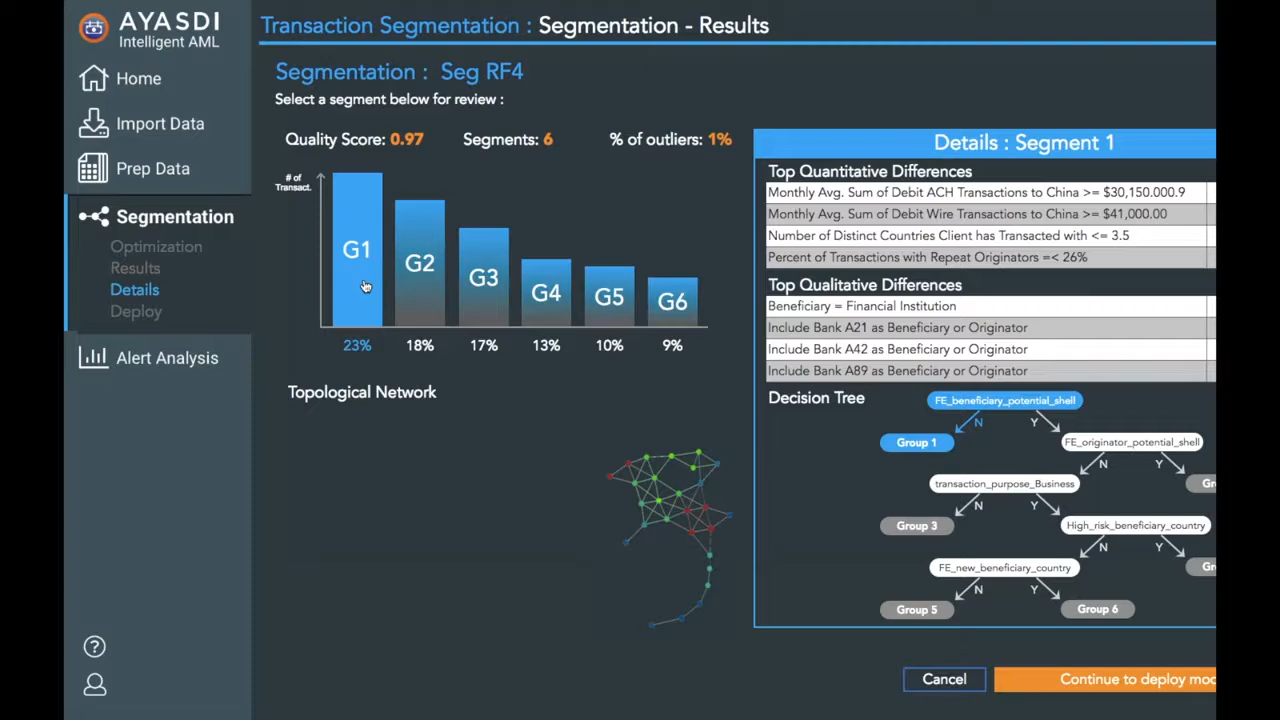 AYASDI
Intelligent AML
Home
Import Data
Prep Data
Segmentation
Optimization
Results
Details
Deploy
Alert Analysis
?
Transaction Segmentation : Segmentation - Results
Segmentation : Seg RF4
Select a segment below for review :
Quality Score: 0.97 Segments: 6 % of outliers: 1%
# of
Transact.
G1 G2 G3 G4 G5 G6
23% 18% 17% 13% 10% 9%
Topological Network
Details : Segment 1
Top Quantitative Differences
Monthly Avg. Sum of Debit ACH Transactions to China >= $30,150.000.9
Monthly Avg. Sum of Debit Wire Transactions to China >= $41,000.00
Number of Distinct Countries Client has Transacted with <= 3.5
Percent of Transactions with Repeat Originators =< 26%
Top Qualitative Differences
Beneficiary = Financial Institution
Include Bank A21 as Beneficiary or Originator
Include Bank A42 as Beneficiary or Originator
Include Bank A89 as Beneficiary or Originator
Decision Tree
FE_beneficiary_potential_shell
N Y
Group 1 FE_originator_potential_shell
N Y
transaction_purpose_Business Gr
N Y
Group 3 High_risk_beneficiary_country
N Y
FE_new_beneficiary_country Gr
N Y
Group 5 Group 6
Cancel Continue to deploy mod